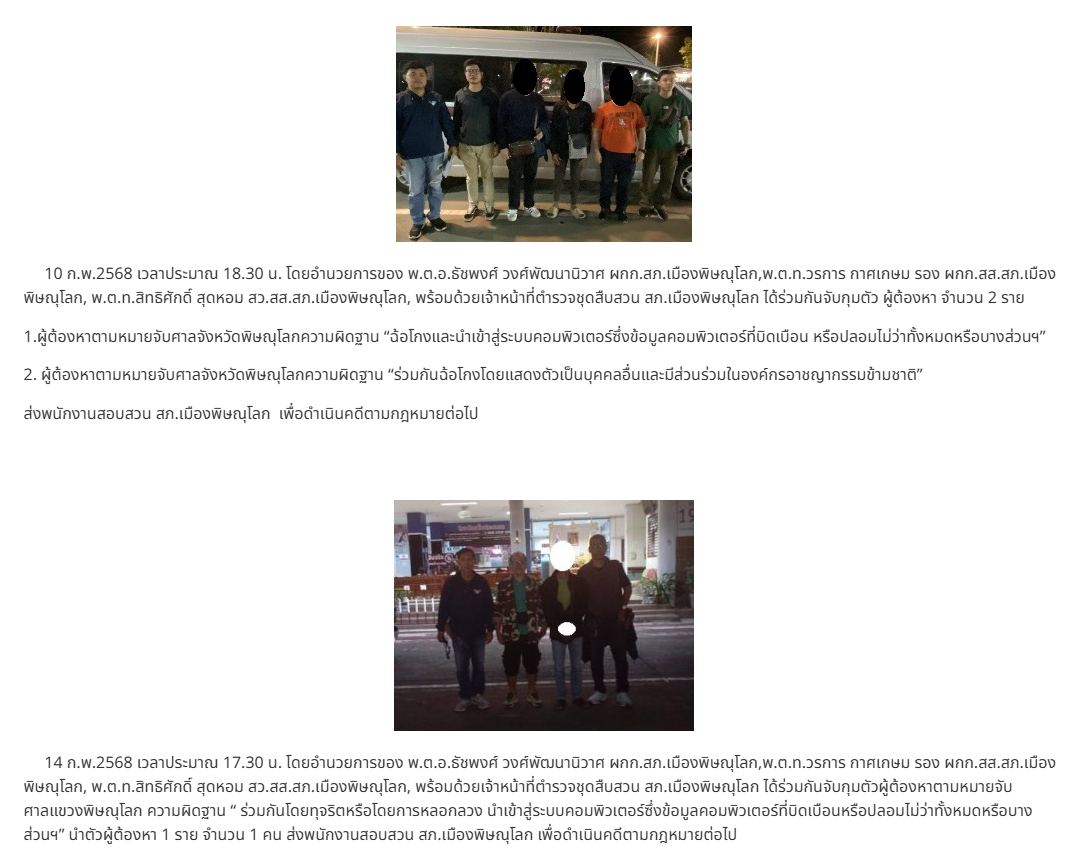 10 ก.พ.2568 เวลาประมาณ 18.30 น. โดยอำนวยการของ พ.ต.อ.ธัชพงศ์ วงศ์พัฒนานิวาศ ผกก.สภ.เมืองพิษณุโลก,พ.ต.ท.วรการ กาศเกษม รอง ผกก.สส.สภ.เมือง
พิษณุโลก, พ.ต.ท.สิทธิศักดิ์ สุดหอม สว.สส.สภ.เมืองพิษณุโลก, พร้อมด้วยเจ้าหน้าที่ตำรวจชุดสืบสวน สภ.เมืองพิษณุโลก ได้ร่วมกันจับกุมตัว ผู้ต้องหา จำนวน 2 ราย
1.ผู้ต้องหาตามหมายจับศาลจังหวัดพิษณุโลกความผิดฐาน “ฉ้อโกงและนำเข้าสู่ระบบคอมพิวเตอร์ซึ่งข้อมูลคอมพิวเตอร์ที่บิดเบือน หรือปลอมไม่ว่าทั้งหมดหรือบางส่วนฯ”
2. ผู้ต้องหาตามหมายจับศาลจังหวัดพิษณุโลกความผิดฐาน “ร่วมกันฉ้อโกงโดยแสดงตัวเป็นบุคคลอื่นและมีส่วนร่วมในองค์กรอาชญากรรมข้ามชาติ”
ส่งพนักงานสอบสวน สภ.เมืองพิษณุโลก  เพื่อดำเนินคดีตามกฎหมายต่อไป
14 ก.พ.2568 เวลาประมาณ 17.30 น. โดยอำนวยการของ พ.ต.อ.ธัชพงศ์ วงศ์พัฒนานิวาศ ผกก.สภ.เมืองพิษณุโลก,พ.ต.ท.วรการ กาศเกษม รอง ผกก.สส.สภ.เมือง
พิษณุโลก, พ.ต.ท.สิทธิศักดิ์ สุดหอม สว.สส.สภ.เมืองพิษณุโลก, พร้อมด้วยเจ้าหน้าที่ตำรวจชุดสืบสวน สภ.เมืองพิษณุโลก ได้ร่วมกันจับกุมตัวผู้ต้องหาตามหมายจับ
ศาลแขวงพิษณุโลก ความผิดฐาน “ ร่วมกันโดยทุจริตหรือโดยการหลอกลวง นำเข้าสู่ระบบคอมพิวเตอร์ซึ่งข้อมูลคอมพิวเตอร์ที่บิดเบือนหรือปลอมไม่ว่าทั้งหมดหรือบาง
ส่วนฯ” นำตัวผู้ต้องหา 1 ราย จำนวน 1 คน ส่งพนักงานสอบสวน สภ.เมืองพิษณุโลก เพื่อดำเนินคดีตามกฎหมายต่อไป